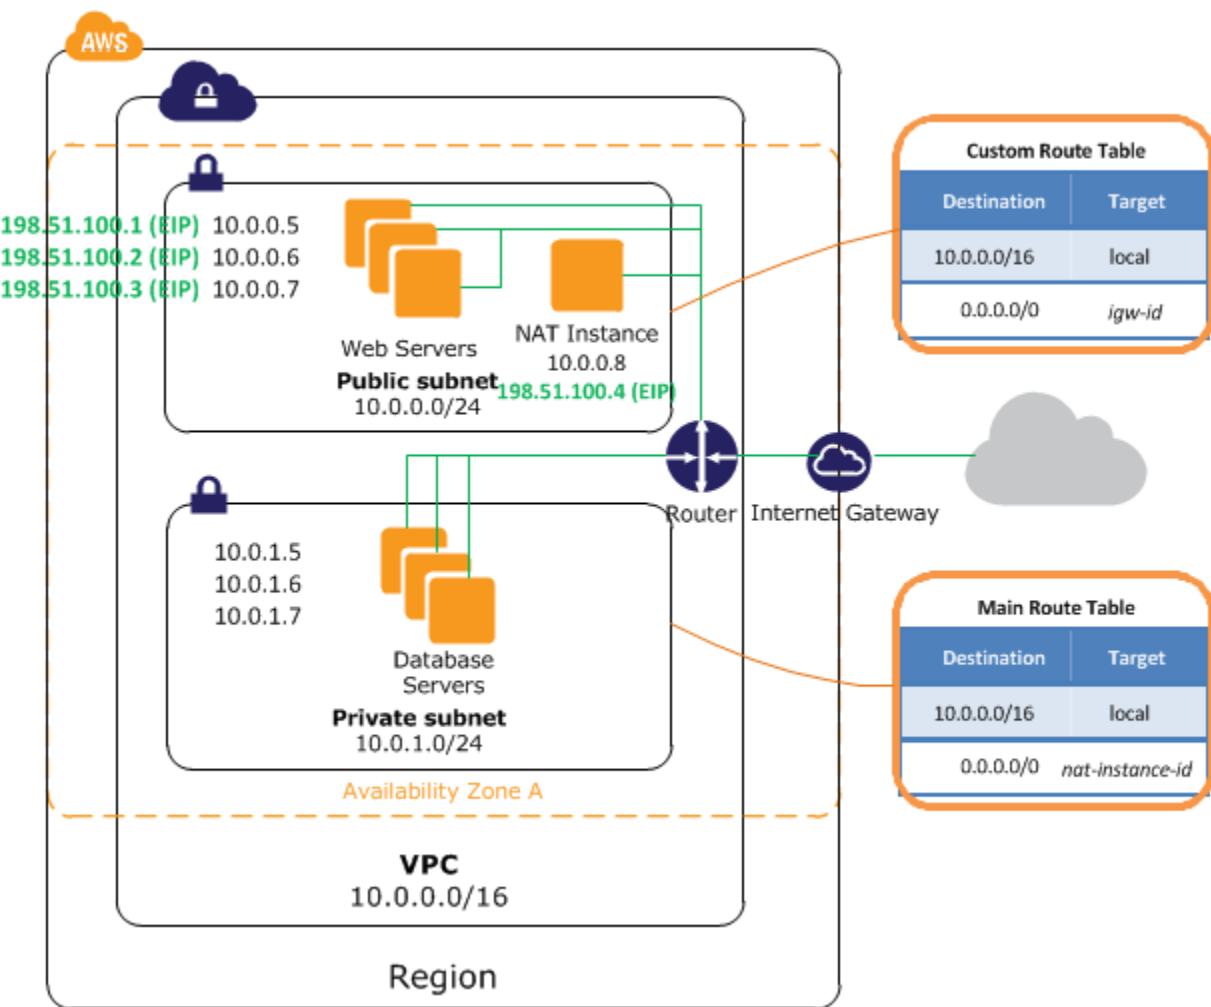 AWS
198.51.100.1 (EIP) 10.0.0.5
198.51.100.2 (EIP) 10.0.0.6
198.51.100.3 (EIP) 10.0.0.7
Web Servers
Public subnet
10.0.0.0/24
NAT Instance
10.0.0.8
198.51.100.4 (EIP)
Custom Route Table
Destination Target
10.0.0.0/16 local
0.0.0.0/0 igw-id
Router
Internet Gateway
10.0.1.5
10.0.1.6
10.0.1.7
Database
Servers
Private subnet
10.0.1.0/24
Main Route Table
Destination Target
10.0.0.0/16 local
0.0.0.0/0 nat-instance-id
Availability Zone A
VPC
10.0.0.0/16
Region